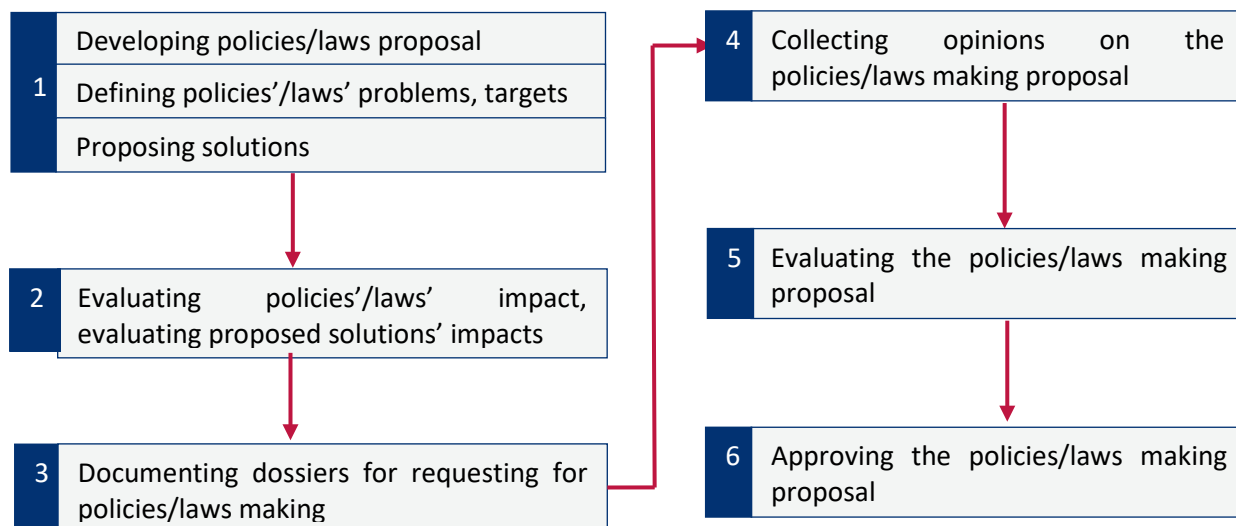 1
Developing policies/laws proposal
Defining policies’/laws’ problems, targets
Proposing solutions
2
Evaluating policies’/laws’ impact,
evaluating proposed solutions’ impacts
3
Documenting dossiers for requesting for
policies/laws making
4
Collecting opinions on the
policies/laws making proposal
5
Evaluating the policies/laws making
proposal
6
Approving the policies/laws making
proposal